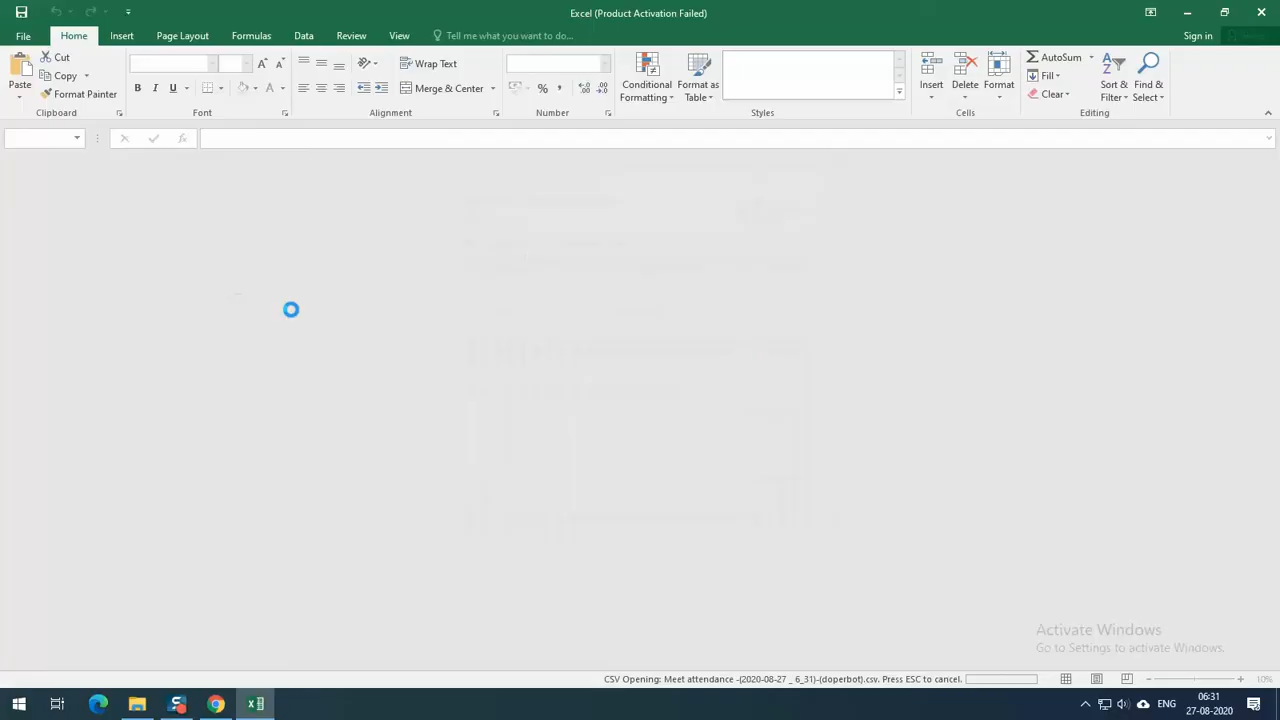 Excel (Product Activation Failed)
File Home Insert Page Layout Formulas Data Review View Tell me what you want to do... Sign in
Cut
Copy
Format Painter
Paste
Clipboard
B I U
Font
Wrap Text
Merge & Center
Alignment
%
Number
Conditional
Formatting
Format as
Table
Styles
Insert
Delete
Format
Cells
AutoSum
Fill
Clear
Sort &
Filter
Find &
Select
Editing
fx
Activate Windows
Go to Settings to activate Windows.
CSV Opening: Meet attendance -(2020-08-27 _ 6_31)-(doperbot).csv. Press ESC to cancel. 10%
ENG
06:31
27-08-2020